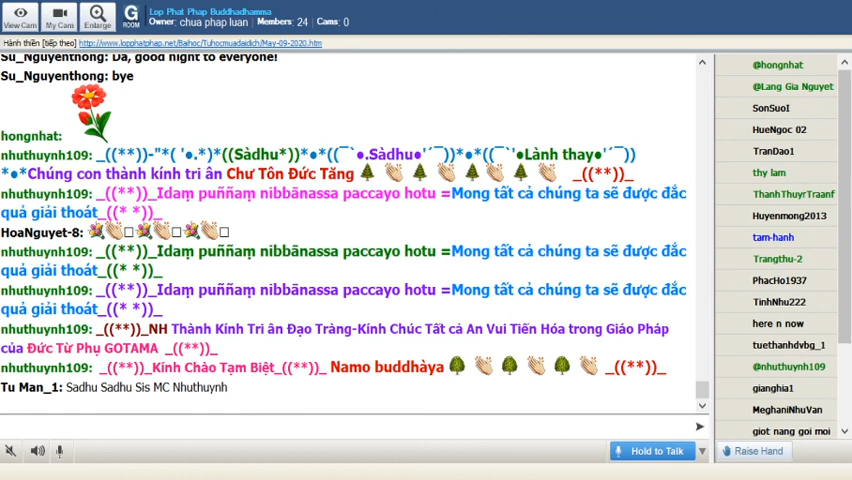 View Cam
My Cam
Enlarge
G
ROOM
Lop Phat Phap Buddhadhamma
Owner: chua phap luan Members: 24 Cams: 0
Hành thiền [tiếp theo] http://www.lopphatphap.net/Baihoc/Tuhocmuadaidich/May-09-2020.htm
Su_Nguyenthong: Da, good night to everyone!
Su_Nguyenthong: bye
hongnhat:
nhuthuynh109: _((**))-"*( '●.*)*((Sàdhu*))*●*((¯`●.Sàdhu●'´¯))*●*((¯`'●Lành thay●'´¯))
*●*Chúng con thành kính tri ân Chư Tôn Đức Tăng 🌲 👏 🌲 👏 🌲 👏 🌲 👏 _((**))_
nhuthuynh109: _((**))_Idaṃ puññaṃ nibbānassa paccayo hotu =Mong tất cả chúng ta sẽ được đắc
quả giải thoát_((* *))_
HoaNguyet-8: 💐👏□💐👏□💐👏□
nhuthuynh109: _((**))_Idaṃ puññaṃ nibbānassa paccayo hotu =Mong tất cả chúng ta sẽ được đắc
quả giải thoát_((* *))_
nhuthuynh109: _((**))_Idaṃ puññaṃ nibbānassa paccayo hotu =Mong tất cả chúng ta sẽ được đắc
quả giải thoát_((* *))_
nhuthuynh109: _((**))_NH Thành Kính Tri ân Đạo Tràng-Kính Chúc Tất cả An Vui Tiến Hóa trong Giáo Pháp
của Đức Từ Phụ GOTAMA _((**))_
nhuthuynh109: _((**))_Kính Chào Tạm Biệt_((**))_ Namo buddhàya 🌳 👏 🌳 👏 🌳 👏 _((**))_
Tu Man_1: Sadhu Sadhu Sis MC Nhuthuynh
Hold to Talk
@hongnhat
@Lang Gia Nguyet
SonSuoI
HueNgoc 02
TranDao1
thy lam
ThanhThuyrTraanf
Huyenmong2013
tam-hanh
Trangthu-2
PhacHo1937
TinhNhu222
here n now
tuethanhdvbg_1
@nhuthuynh109
gianghia1
MeghaniNhuVan
giot nang goi moi
Raise Hand